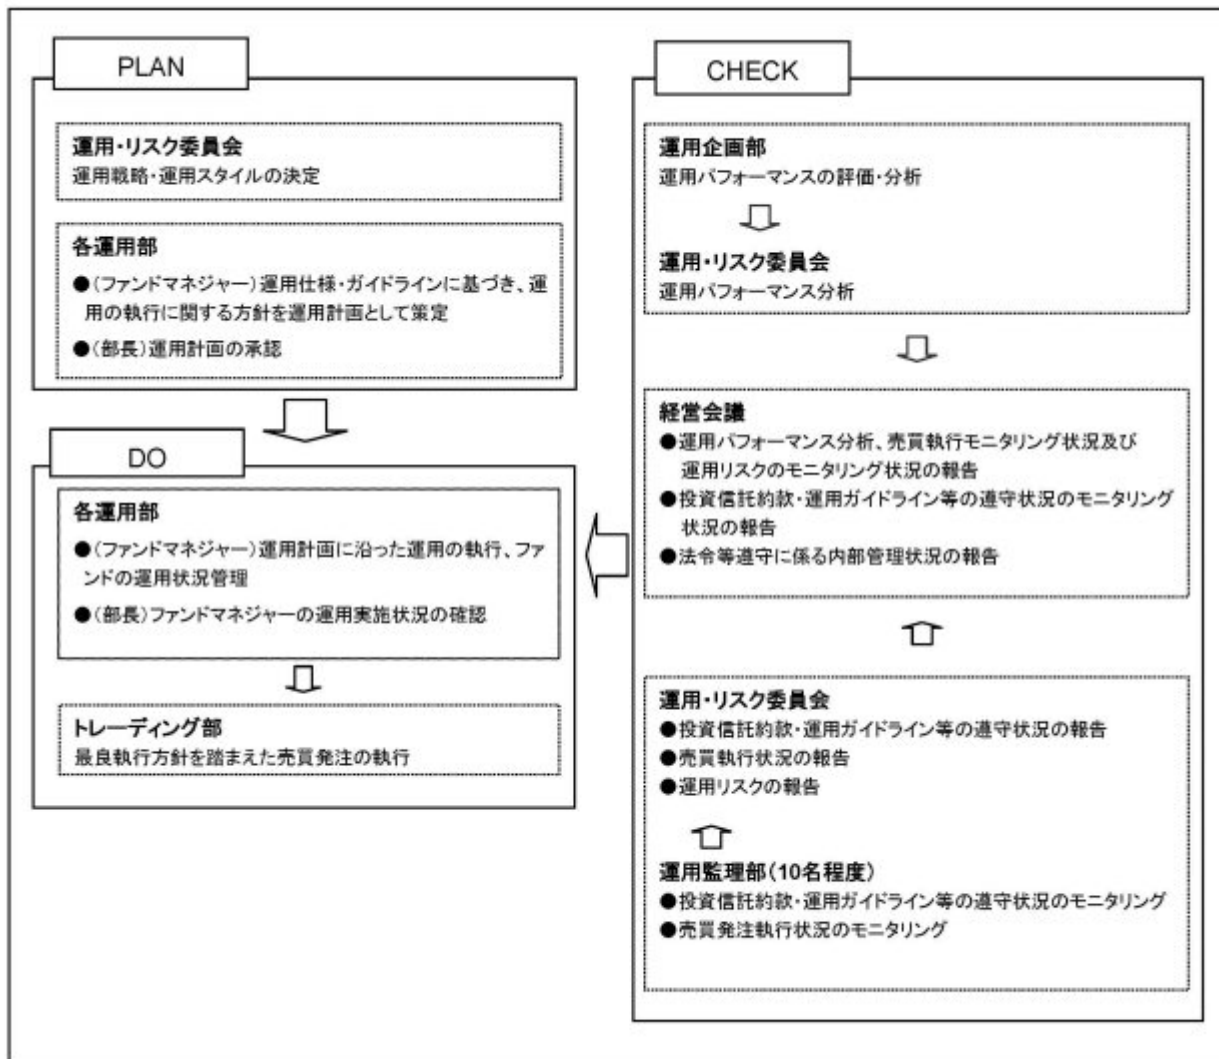 PLAN
運用・リスク委員会
運用戦略・運用スタイルの決定
各運用部
●(ファンドマネジャー)運用仕様・ガイドラインに基づき、運
用の執行に関する方針を運用計画として策定
●(部長)運用計画の承認
DO
各運用部
●(ファンドマネジャー)運用計画に沿った運用の執行、ファ
ンドの運用状況管理
●(部長)ファンドマネジャーの運用実施状況の確認
トレーディング部
最良執行方針を踏まえた売買発注の執行
CHECK
運用企画部
運用パフォーマンスの評価・分析
運用・リスク委員会
運用パフォーマンス分析
経営会議
●運用パフォーマンス分析、売買執行モニタリング状況及び
運用リスクのモニタリング状況の報告
●投資信託約款・運用ガイドライン等の遵守状況のモニタリング
状況の報告
●法令等遵守に係る内部管理状況の報告
運用・リスク委員会
●投資信託約款・運用ガイドライン等の遵守状況の報告
●売買執行状況の報告
●運用リスクの報告
運用監理部(10名程度)
●投資信託約款・運用ガイドライン等の遵守状況のモニタリング
●売買発注執行状況のモニタリング